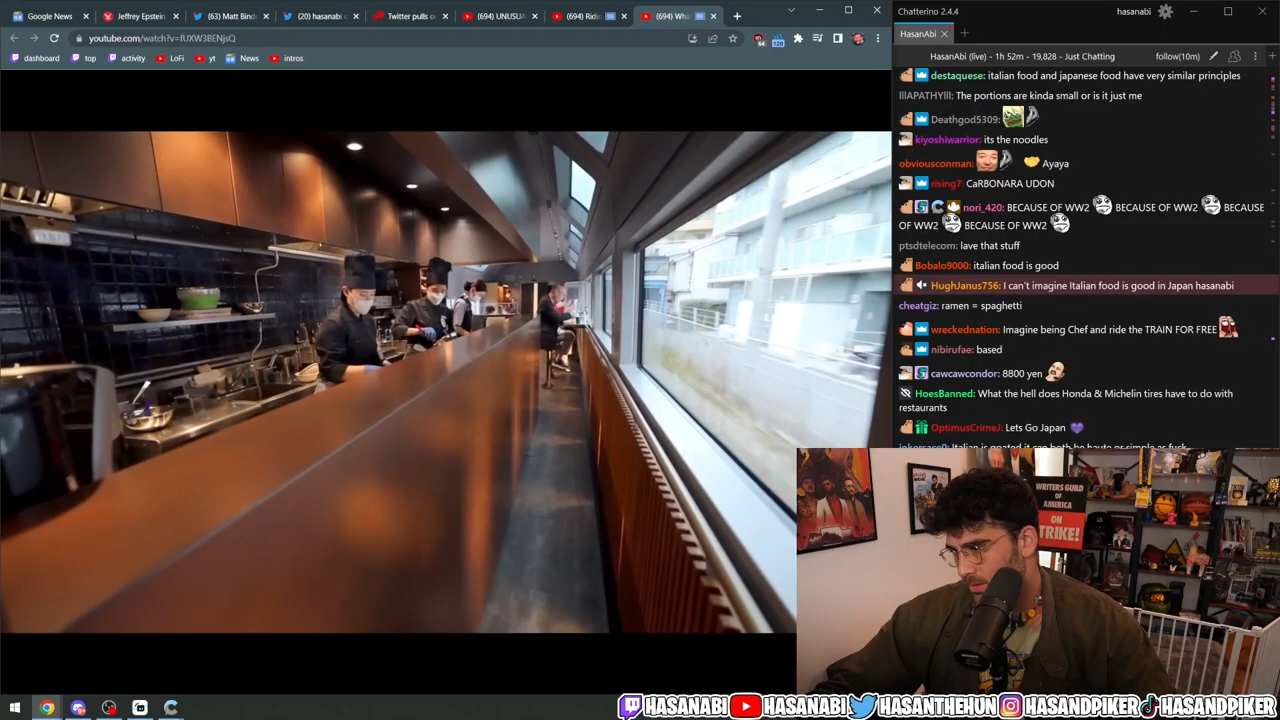 Google News
Jeffrey Epstein
(63) Matt Bind
(20) hasanabi c
Twitter pulls o
(694) UNUSUA
(694) Ridin
(694) Wha
youtube.com/watch?v=fUXW3BENjsQ
64
120
dashboard
top
activity
LoFi
yt
News
intros
Chatterino 2.4.4
hasanabi
HasanAbi
HasanAbi (live) - 1h 52m - 19,828 - Just Chatting
follow(10m)
destaquese: italian food and japanese food have very similar principles
lllAPATHYlll: The portions are kinda small or is it just me
Deathgod5309:
kiyoshiwarrior: its the noodles
obviousconman: Ayaya
rising7: CaRBONARA UDON
nori_420: BECAUSE OF WW2 BECAUSE OF WW2 BECAUSE
OF WW2 BECAUSE OF WW2
ptsdtelecom: lave that stuff
Bobalo9000: italian food is good
HughJanus756: I can't imagine Italian food is good in Japan hasanabi
cheatgiz: ramen = spaghetti
wreckednation: Imagine being Chef and ride the TRAIN FOR FREE
nibirufae: based
cawcawcondor: 8800 yen
HoesBanned: What the hell does Honda & Michelin tires have to do with
restaurants
OptimusCrimeJ: Lets Go Japan
WRITERS GUILD
OF
AMERICA
ON
STRIKE!
HASANABI
HASANABI
HASANTHEHUN
HASANDPIKER
HASANDPIKER